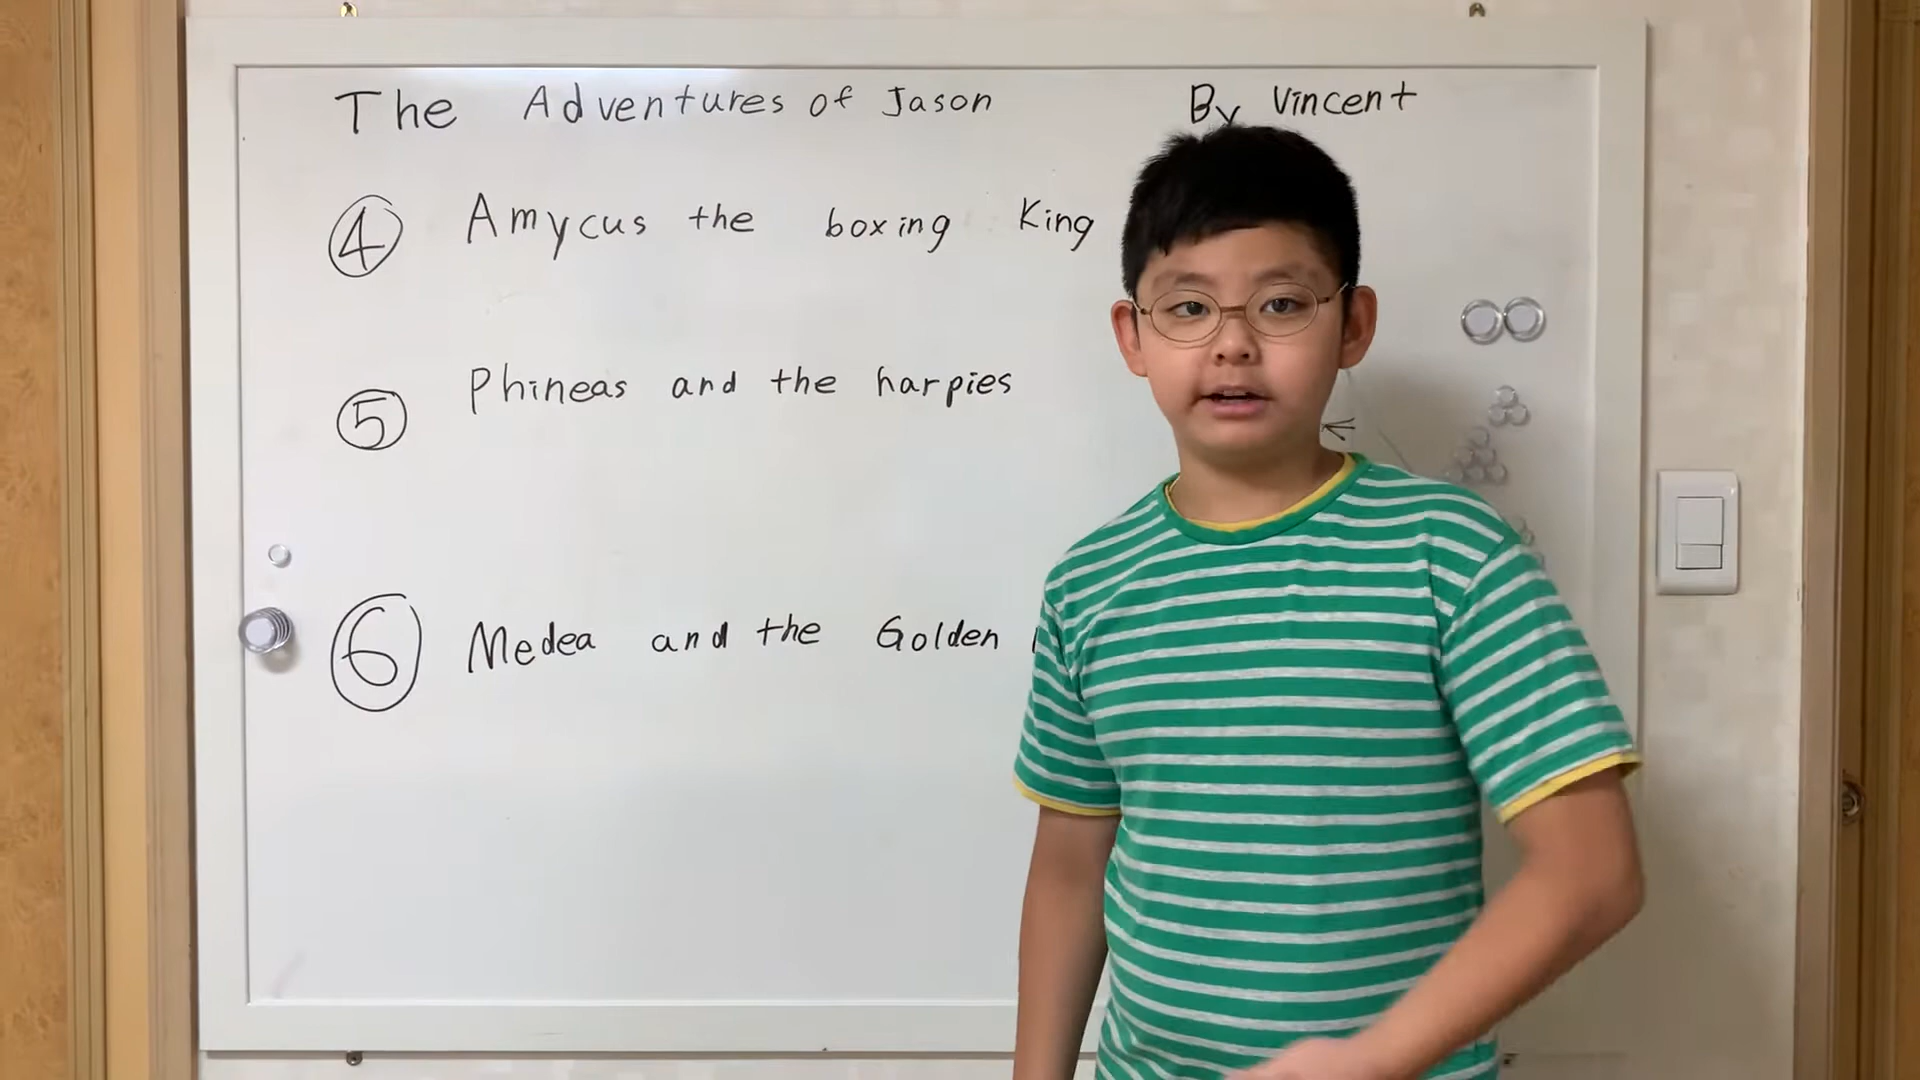 The Adventures of Jason By Vincent
4 Amycus the boxing King
5 Phineas and the harpies
6 Medea and the Golden